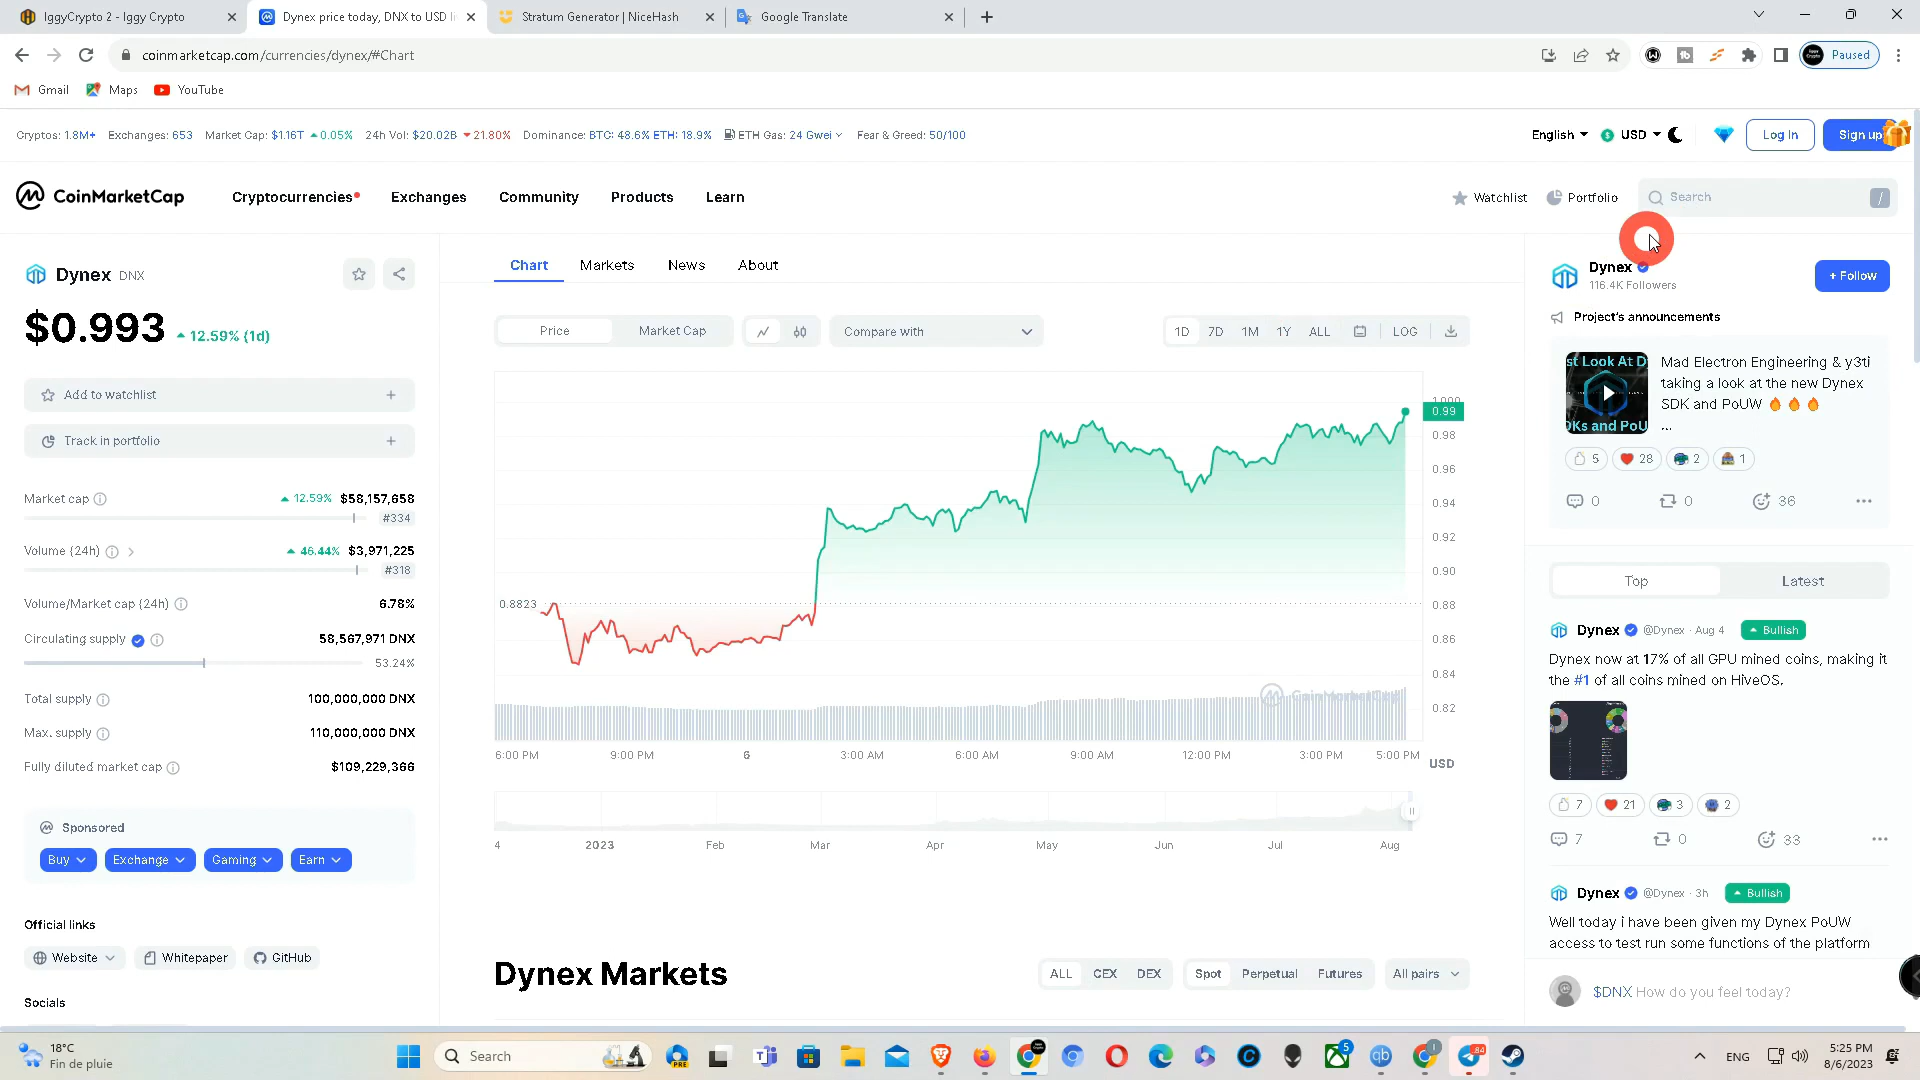 IggyCrypto 2 - Iggy Crypto
Dynex price today, DNX to USD li
Stratum Generator | NiceHash
Google Translate
coinmarketcap.com/currencies/dynex/#Chart
Paused
Gmail
Maps
YouTube
Cryptos: 1.8M+ Exchanges: 653 Market Cap: $1.16T 0.05% 24h Vol: $20.02B 21.80% Dominance: BTC: 48.6% ETH: 18.9% ETH Gas: 24 Gwei Fear & Greed: 50/100
English
USD
Log In
Sign up
CoinMarketCap
Cryptocurrencies
Exchanges
Community
Products
Learn
Watchlist
Portfolio
Search
/
Dynex DNX
$0.993 12.59% (1d)
Add to watchlist +
Track in portfolio +
Market cap 12.59% $58,157,658
#334
Volume (24h) 46.44% $3,971,225
#318
Volume/Market cap (24h) 6.78%
Circulating supply 58,567,971 DNX
53.24%
Total supply 100,000,000 DNX
Max. supply 110,000,000 DNX
Fully diluted market cap $109,229,366
Sponsored
Buy
Exchange
Gaming
Earn
Official links
Website
Whitepaper
GitHub
Socials
Chart
Markets
News
About
Price
Market Cap
Compare with
1D 7D 1M 1Y ALL LOG
1.000
0.99
0.98
0.96
0.94
0.92
0.90
0.88
0.86
0.84
0.82
0.8823
CoinMarketCap
6:00 PM 9:00 PM 6 3:00 AM 6:00 AM 9:00 AM 12:00 PM 3:00 PM 5:00 PM
USD
4 2023 Feb Mar Apr May Jun Jul Aug
Dynex Markets
ALL CEX DEX
Spot Perpetual Futures
All pairs
Dynex
116.4K Followers
+ Follow
Project's announcements
st Look At D
DKs and PoU
Mad Electron Engineering & y3ti
taking a look at the new Dynex
SDK and PoUW 🔥 🔥 🔥
...
5 28 2 1
0 0 36
Top
Latest
Dynex @Dynex · Aug 4 Bullish
Dynex now at 17% of all GPU mined coins, making it
the #1 of all coins mined on HiveOS.
7 21 3 2
7 0 33
Dynex @Dynex · 3h Bullish
Well today i have been given my Dynex PoUW
access to test run some functions of the platform
$DNX How do you feel today?
18°C
Fin de pluie
Search
PRE
5
84
ENG
5:25 PM
8/6/2023